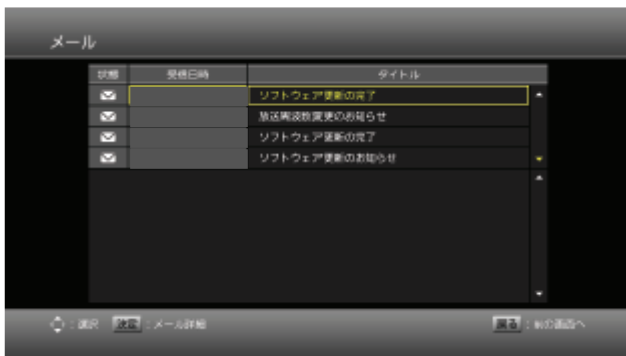 メール
状態 受信日時 タイトル
ソフトウェア更新の完了
放送周波数変更のお知らせ
ソフトウェア更新の完了
ソフトウェア更新のお知らせ
：選択 決定：メール詳細 戻る：前の画面へ